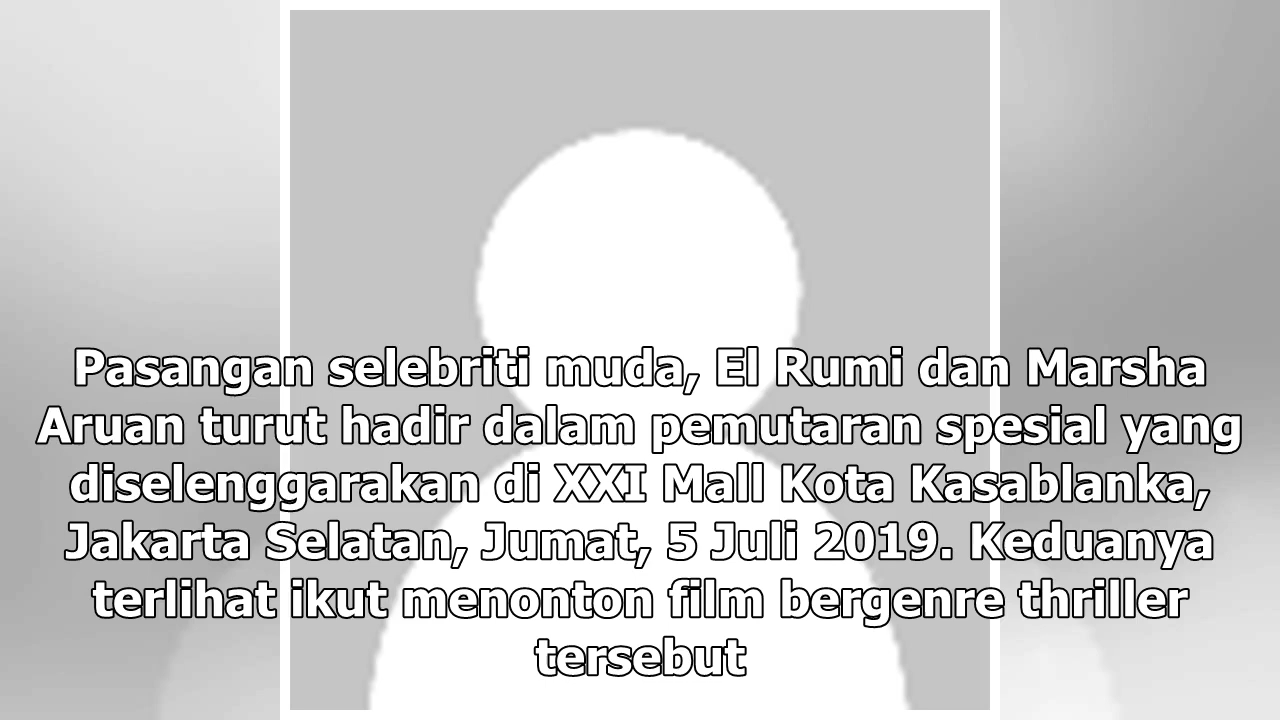 Pasangan selebriti muda, El Rumi dan Marsha
Aruan turut hadir dalam pemutaran spesial yang
diselenggarakan di XXI Mall Kota Kasablanka,
Jakarta Selatan, Jumat, 5 Juli 2019. Keduanya
terlihat ikut menonton film bergenre thriller
tersebut